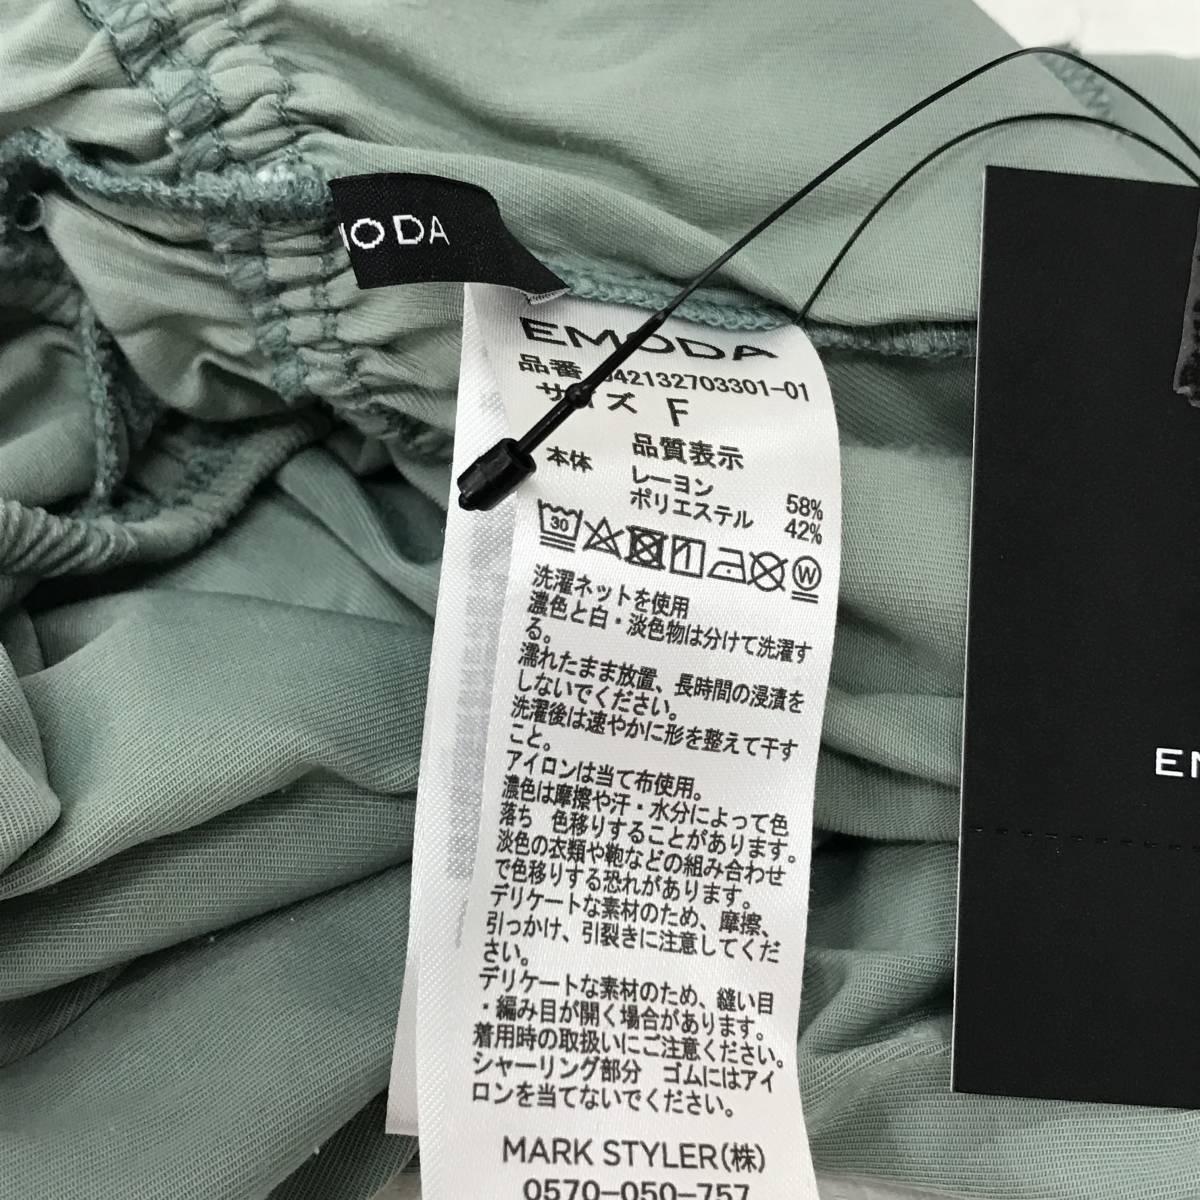 MODA
EMODA
品番 042132703301-01
サイズ F
品質表示
本体 レーヨン 58%
ポリエステル 42%
30
W
洗濯ネットを使用
濃色と白・淡色物は分けて洗濯す
る。
濡れたまま放置、長時間の浸漬を
しないでください。
洗濯後は速やかに形を整えて干す
こと。
アイロンは当て布使用。
濃色は摩擦や汗・水分によって色
落ち 色移りすることがあります。
淡色の衣類や鞄などの組み合わせ
で色移りする恐れがあります。
デリケートな素材のため、摩擦、
引っかけ、引裂きに注意してくだ
さい。
デリケートな素材のため、縫い目
・編み目が開く場合があります。
着用時の取扱いにご注意ください。
シャーリング部分 ゴムにはアイ
ロンを当てないでください。
MARK STYLER(株)
0570-050-757
EM